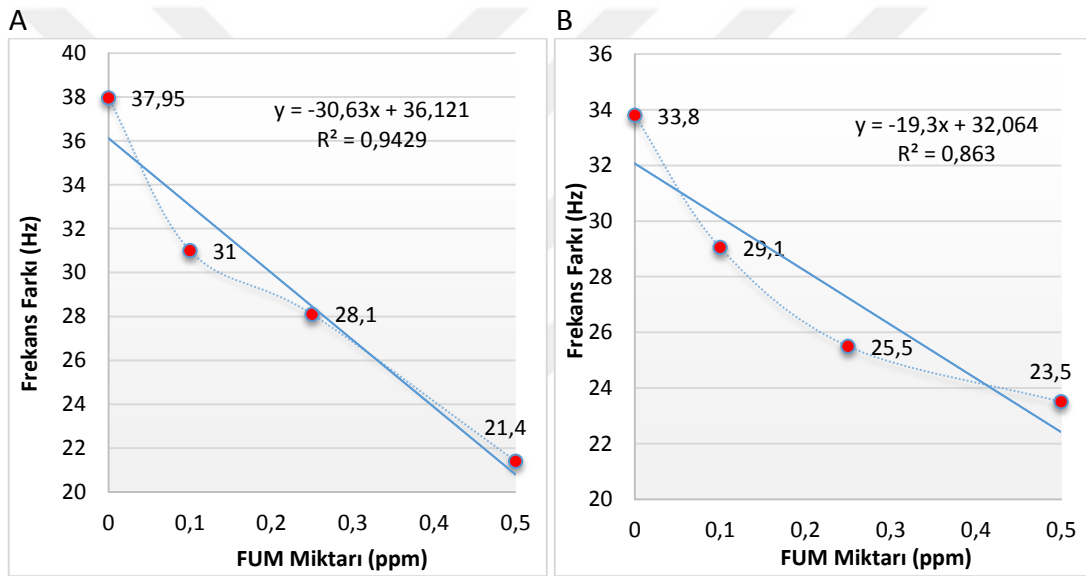 A
40
38
36
34
32
30
28
26
24
22
20
Frekans Farkı (Hz)
37,95
31
28,1
21,4
y = -30,63x + 36,121
R² = 0,9429
0 0,1 0,2 0,3 0,4 0,5
FUM Miktarı (ppm)
B
36
34
32
30
28
26
24
22
20
Frekans Farkı (Hz)
33,8
29,1
25,5
23,5
y = -19,3x + 32,064
R² = 0,863
0 0,1 0,2 0,3 0,4 0,5
FUM Miktarı (ppm)